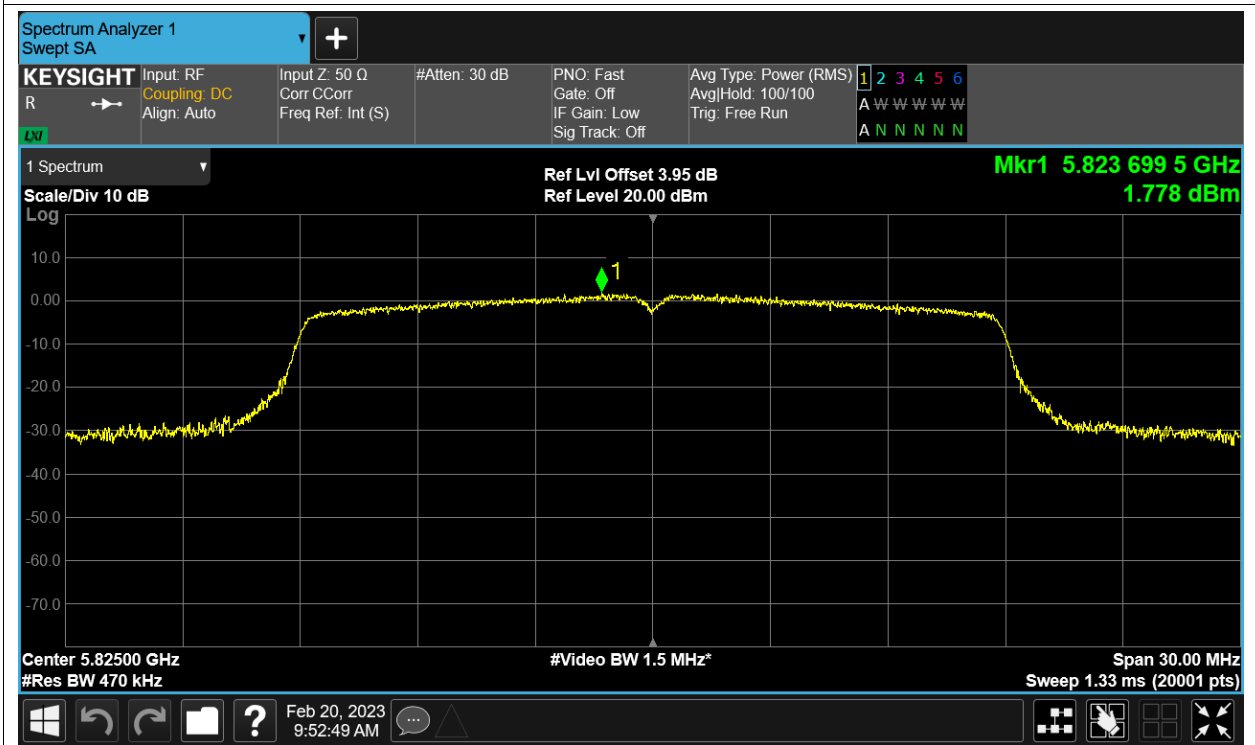 Spectrum Analyzer 1
Swept SA
KEYSIGHT
R
LXI
Input: RF
Coupling: DC
Align: Auto
Input Z: 50 Ω
Corr CCorr
Freq Ref: Int (S)
#Atten: 30 dB
PNO: Fast
Gate: Off
IF Gain: Low
Sig Track: Off
Avg Type: Power (RMS)
Avg|Hold: 100/100
Trig: Free Run
1 2 3 4 5 6
A W W W W W
A N N N N N
1 Spectrum
Scale/Div 10 dB
Log
Ref Lvl Offset 3.95 dB
Ref Level 20.00 dBm
Mkr1 5.823 699 5 GHz
1.778 dBm
1
10.0
0.00
-10.0
-20.0
-30.0
-40.0
-50.0
-60.0
-70.0
Center 5.82500 GHz
#Res BW 470 kHz
#Video BW 1.5 MHz*
Span 30.00 MHz
Sweep 1.33 ms (20001 pts)
?
Feb 20, 2023
9:52:49 AM